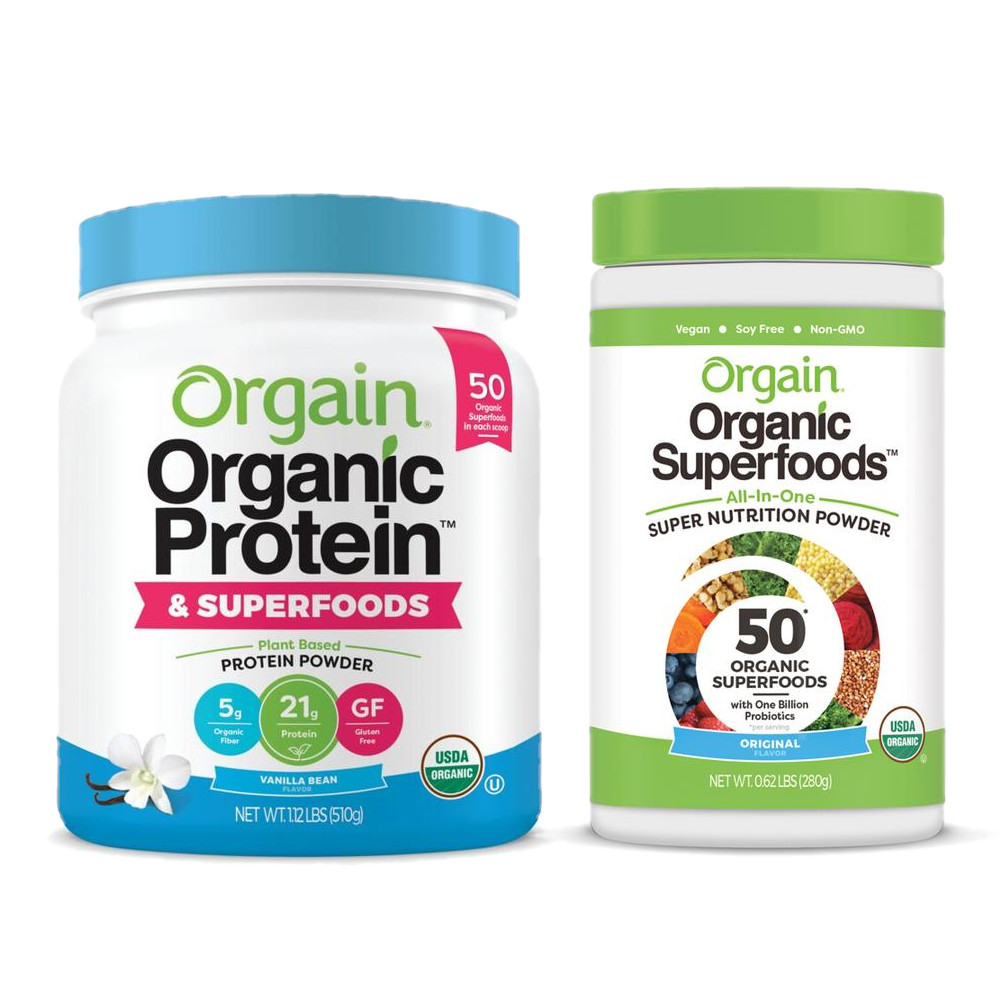 Orgain®
Organic
Protein™
& SUPERFOODS
Plant Based
PROTEIN POWDER
50
Organic
Superfoods
in each scoop
5g
Organic
Fiber
21g
Protein
GF
Gluten
Free
VANILLA BEAN
FLAVOR
USDA
ORGANIC
U
NET WT. 1.12 LBS (510g)
Vegan • Soy Free • Non-GMO
Orgain®
Organic
Superfoods™
All-In-One
SUPER NUTRITION POWDER
50*
ORGANIC
SUPERFOODS
with One Billion
Probiotics
*per serving
ORIGINAL
FLAVOR
USDA
ORGANIC
NET WT. 0.62 LBS (280g)